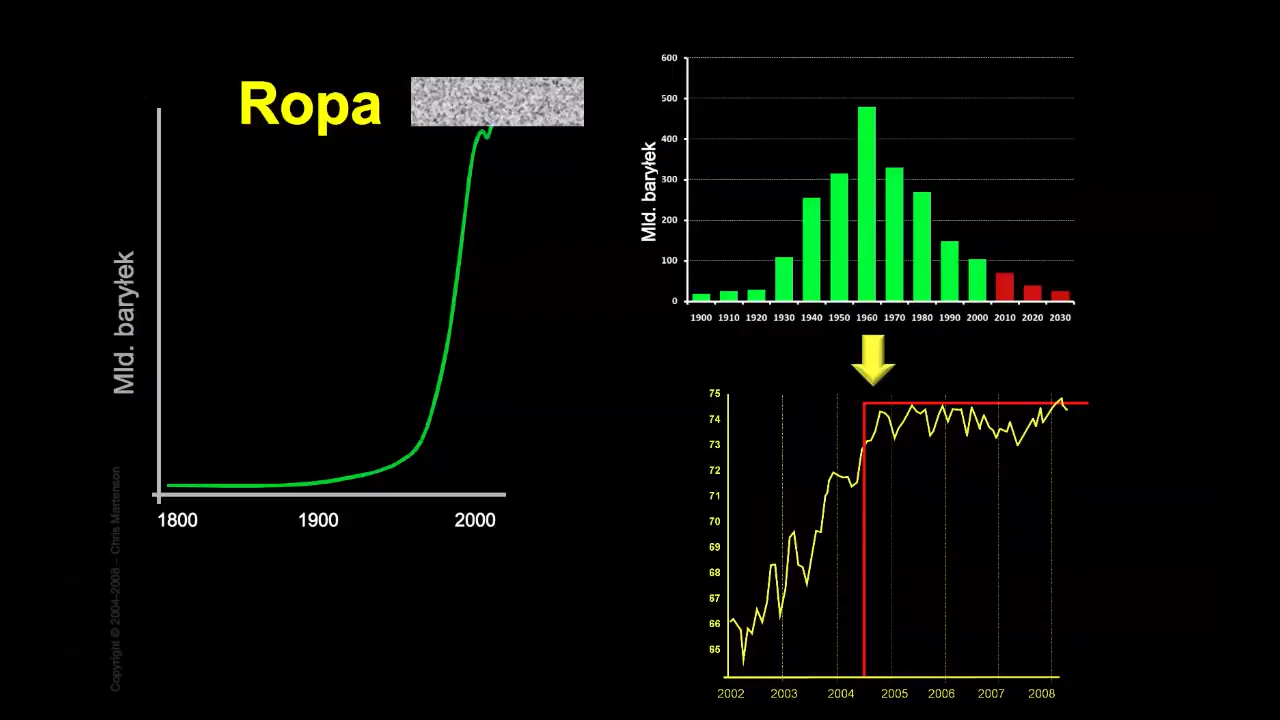 Ropa
Mld. baryłek
1800 1900 2000
Copyright © 2004-2008 – Chris Martenson
600
500
400
300
200
100
0
Mld. baryłek
1900 1910 1920 1930 1940 1950 1960 1970 1980 1990 2000 2010 2020 2030
75
74
73
72
71
70
69
68
67
66
65
2002 2003 2004 2005 2006 2007 2008